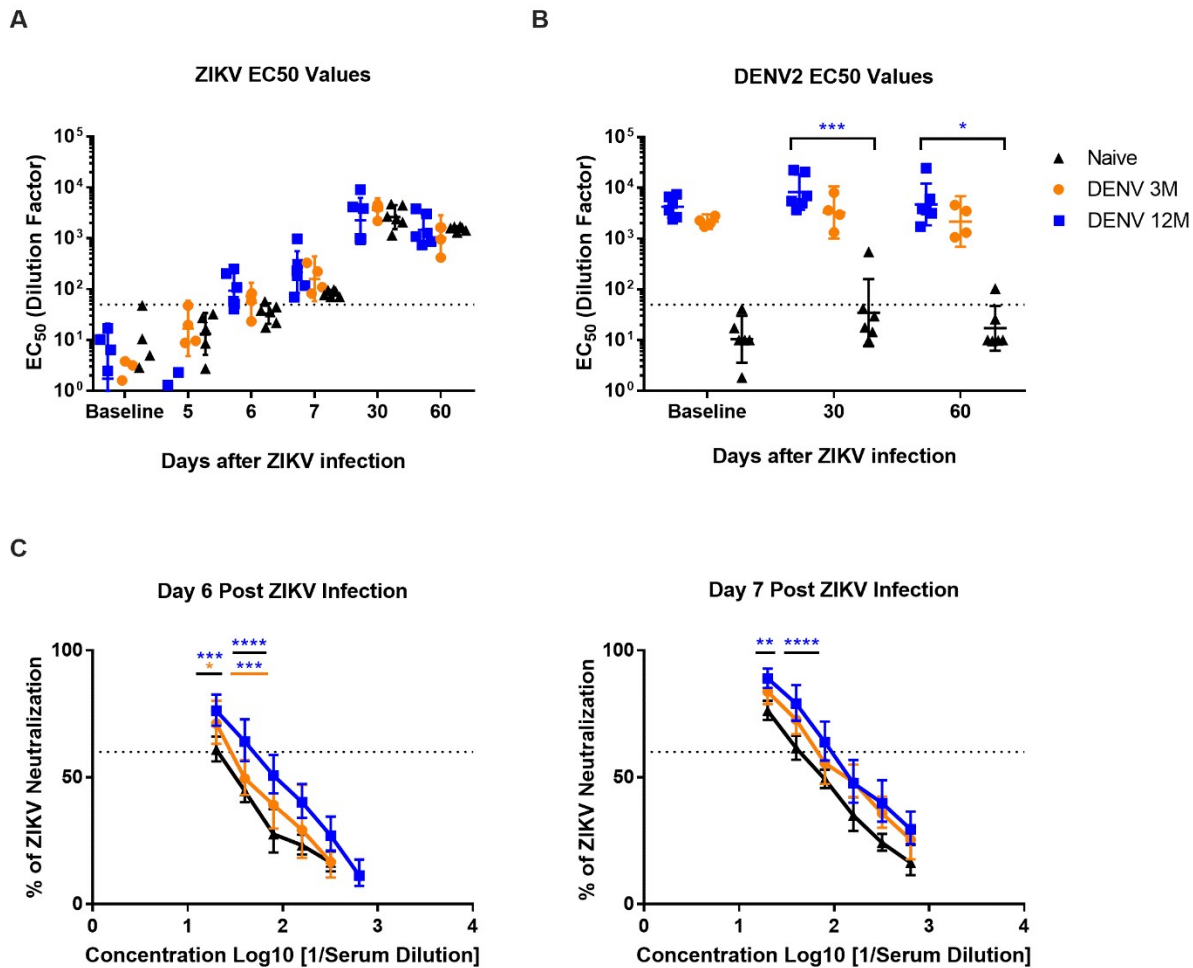 A
B
ZIKV EC50 Values
DENV2 EC50 Values
EC50 (Dilution Factor)
10^5
10^4
10^3
10^2
10^1
10^0
Baseline 5 6 7 30 60
Days after ZIKV infection
EC50 (Dilution Factor)
10^5
10^4
10^3
10^2
10^1
10^0
*** *
Baseline 30 60
Days after ZIKV infection
Naive
DENV 3M
DENV 12M
C
Day 6 Post ZIKV Infection
Day 7 Post ZIKV Infection
% of ZIKV Neutralization
100
50
0
*** ****
* ***
0 1 2 3 4
Concentration Log10 [1/Serum Dilution]
% of ZIKV Neutralization
100
50
0
** ****
0 1 2 3 4
Concentration Log10 [1/Serum Dilution]